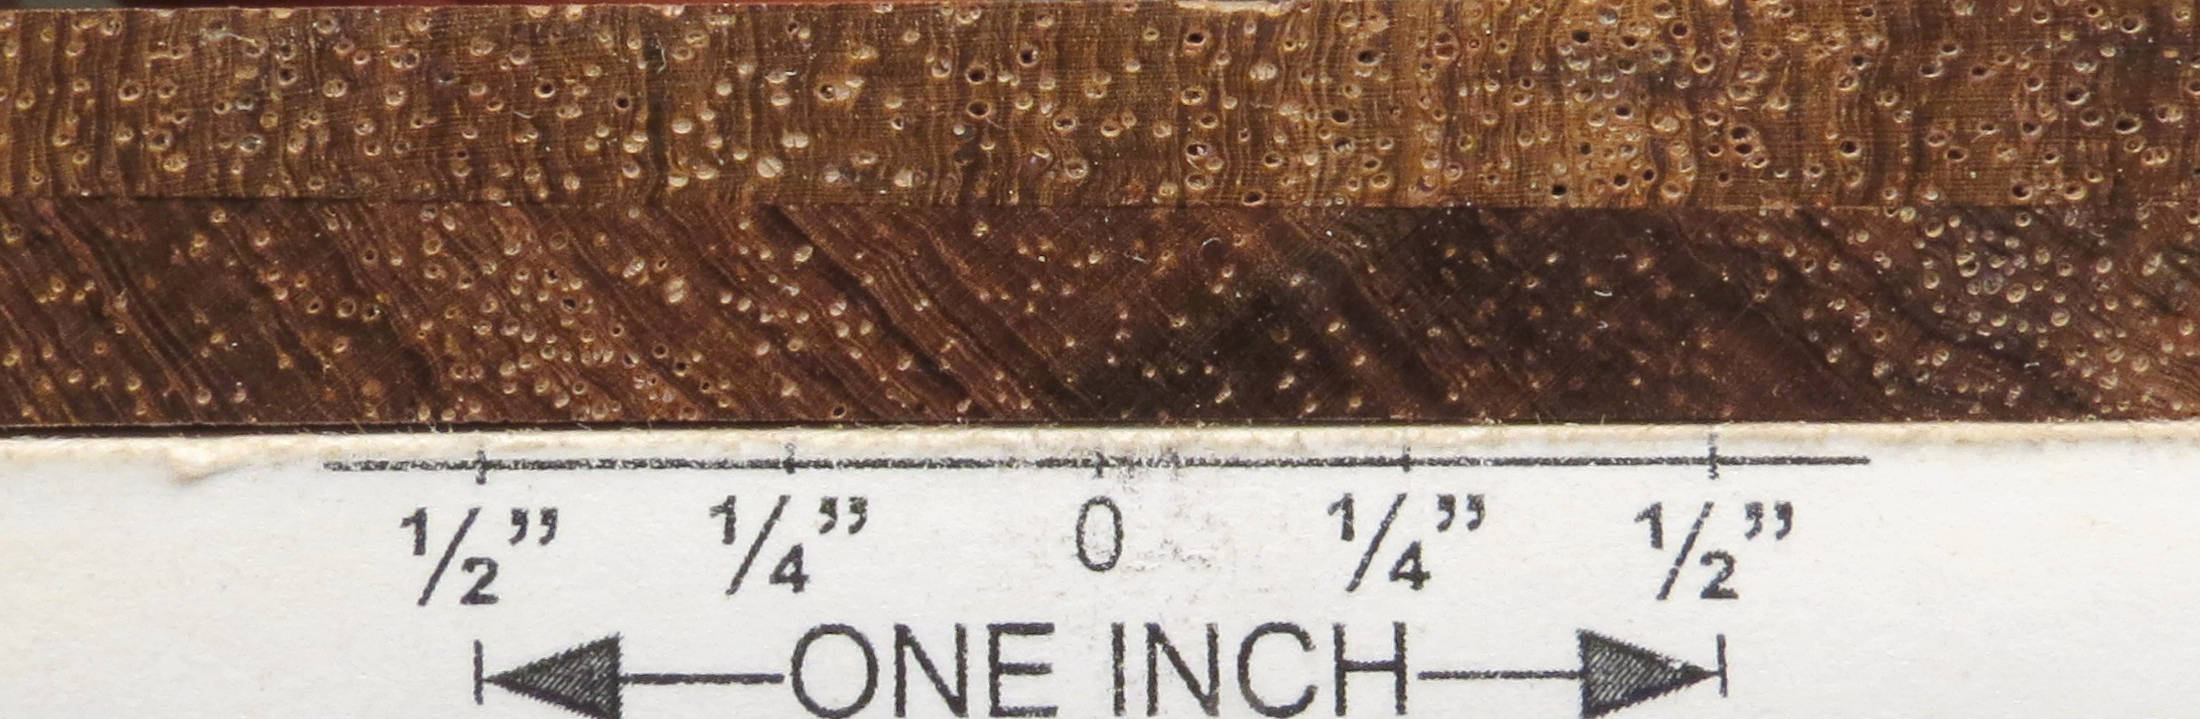 1/2” 1/4” 0 1/4” 1/2”
ONE INCH